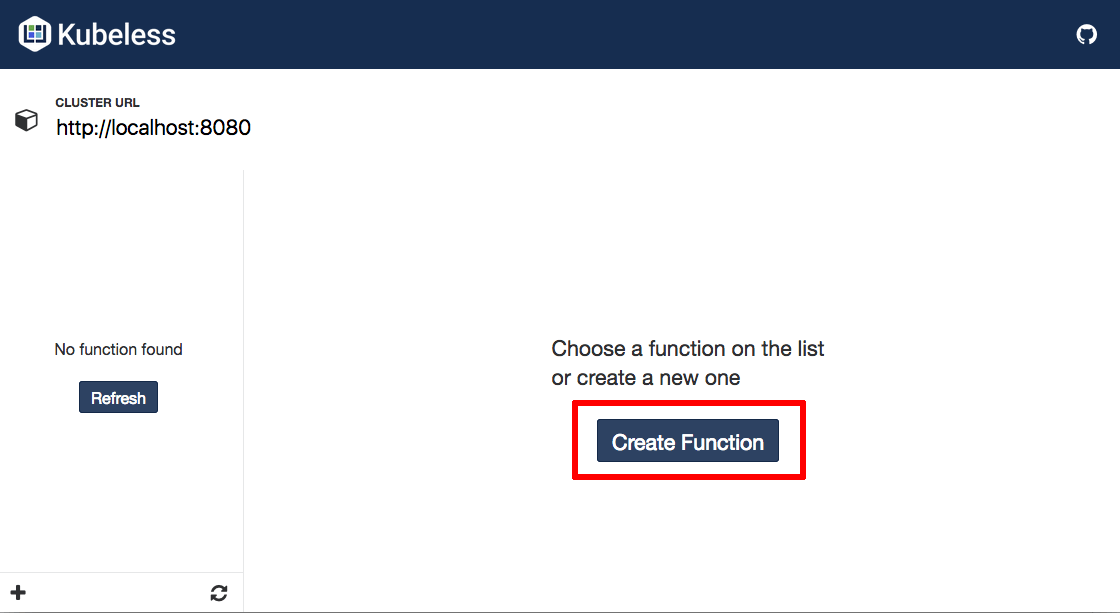 Kubeless
CLUSTER URL
http://localhost:8080
No function found
Refresh
Choose a function on the list
or create a new one
Create Function